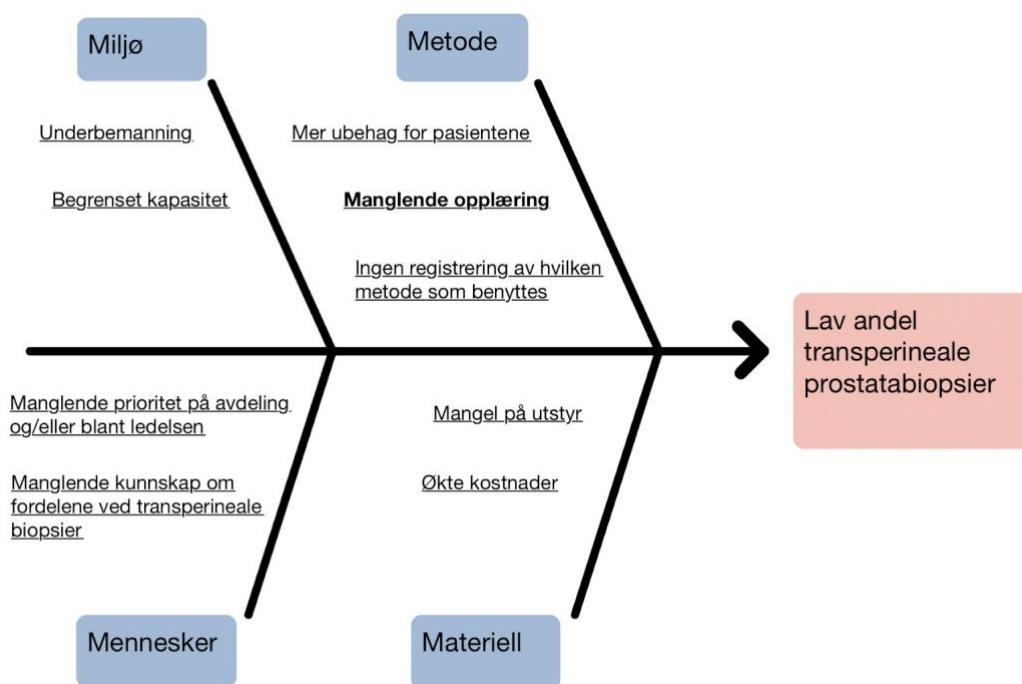 Miljø
Metode
Underbemanning
Mer ubehag for pasientene
Begrenset kapasitet
Manglende opplæring
Ingen registrering av hvilken
metode som benyttes
Lav andel
transperineale
prostatabiopsier
Manglende prioritet på avdeling
og/eller blant ledelsen
Mangel på utstyr
Manglende kunnskap om
fordelene ved transperineale
biopsier
Økte kostnader
Mennesker
Materiell